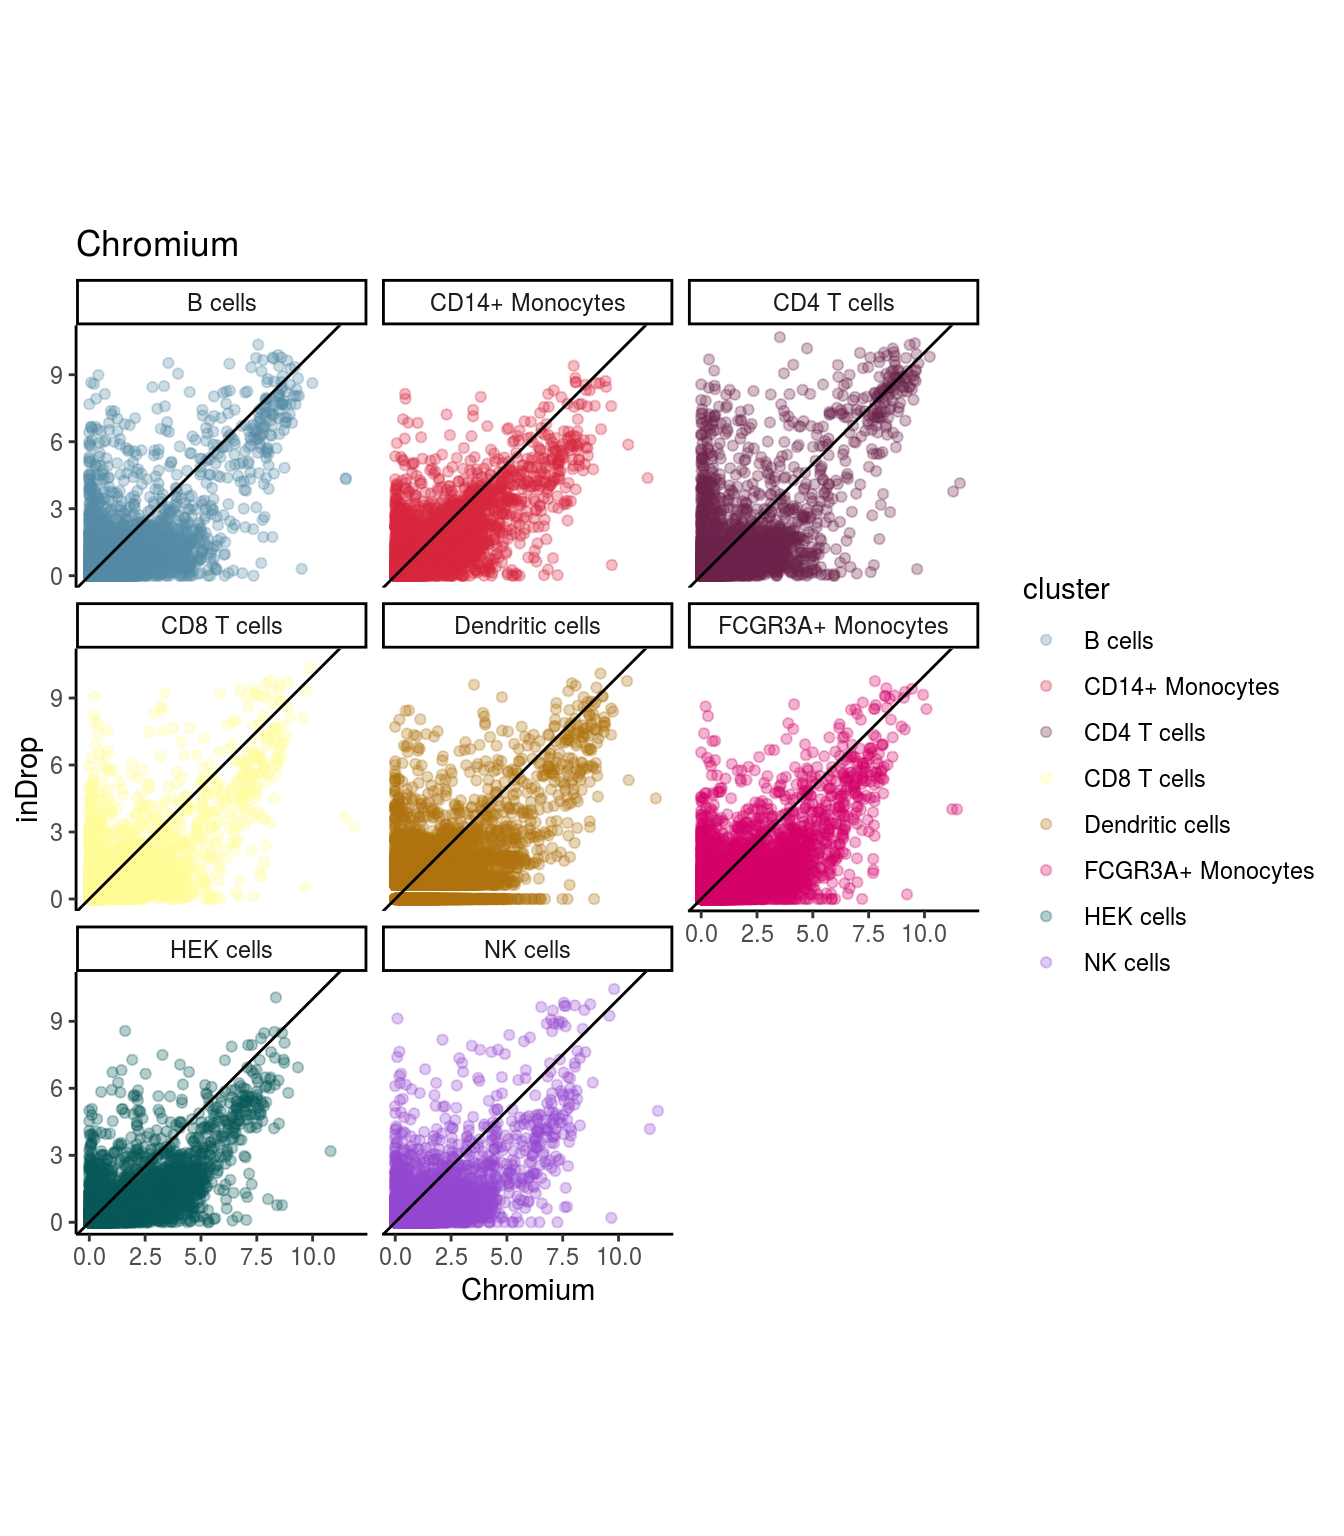 Chromium
B cells
CD14+ Monocytes
CD4 T cells
9
6
3
0
CD8 T cells
Dendritic cells
FCGR3A+ Monocytes
9
6
3
0
0.0 2.5 5.0 7.5 10.0
HEK cells
NK cells
9
6
3
0
0.0 2.5 5.0 7.5 10.0
0.0 2.5 5.0 7.5 10.0
Chromium
inDrop
cluster
B cells
CD14+ Monocytes
CD4 T cells
CD8 T cells
Dendritic cells
FCGR3A+ Monocytes
HEK cells
NK cells